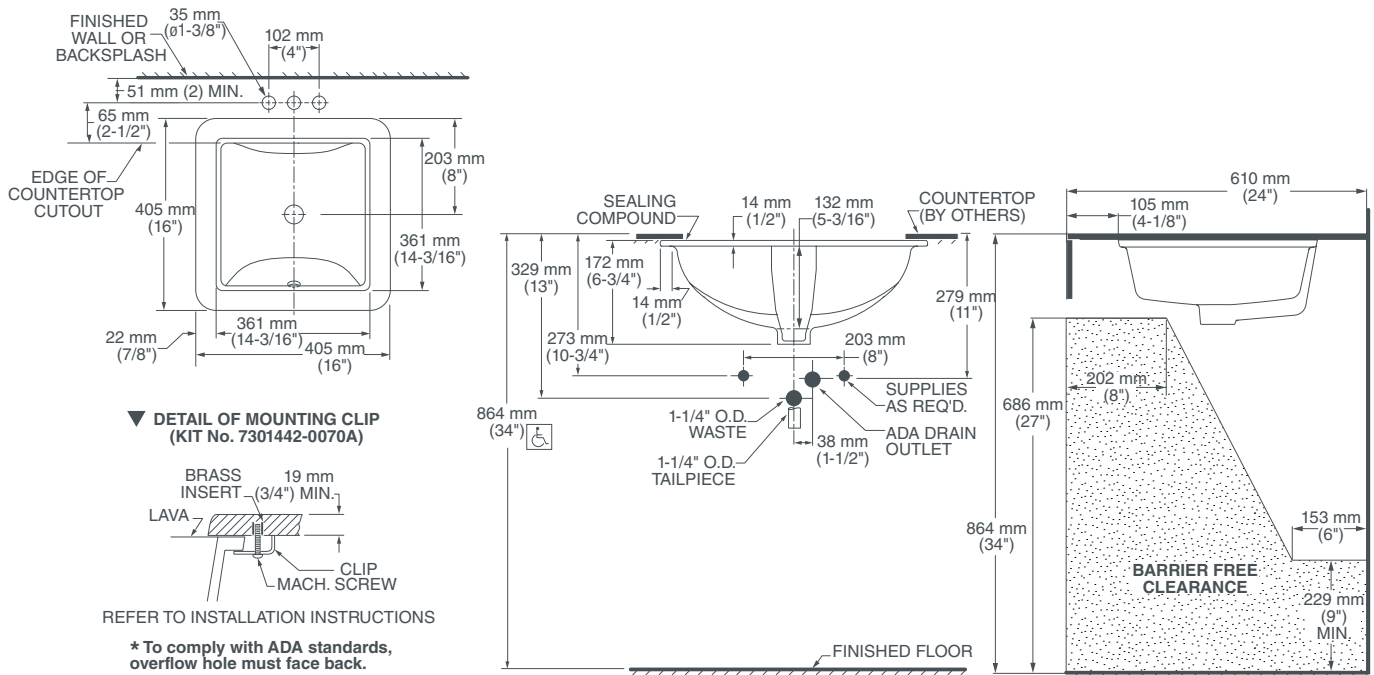 FINISHED
WALL OR
BACKSPLASH
35 mm
(ø1-3/8")
102 mm
(4")
51 mm (2) MIN.
65 mm
(2-1/2")
EDGE OF
COUNTERTOP
CUTOUT
405 mm
(16")
203 mm
(8")
361 mm
(14-3/16")
22 mm
(7/8")
361 mm
(14-3/16")
405 mm
(16")
DETAIL OF MOUNTING CLIP
(KIT No. 7301442-0070A)
BRASS
INSERT
19 mm
(3/4") MIN.
LAVA
CLIP
MACH. SCREW
REFER TO INSTALLATION INSTRUCTIONS
* To comply with ADA standards,
overflow hole must face back.
SEALING
COMPOUND
14 mm
(1/2")
132 mm
(5-3/16")
COUNTERTOP
(BY OTHERS)
329 mm
(13")
172 mm
(6-3/4")
14 mm
(1/2")
279 mm
(11")
273 mm
(10-3/4")
203 mm
(8")
864 mm
(34")
1-1/4" O.D.
WASTE
1-1/4" O.D.
TAILPIECE
38 mm
(1-1/2")
SUPPLIES
AS REQ'D.
ADA DRAIN
OUTLET
FINISHED FLOOR
610 mm
(24")
105 mm
(4-1/8")
202 mm
(8")
686 mm
(27")
864 mm
(34")
153 mm
(6")
BARRIER FREE
CLEARANCE
229 mm
(9")
MIN.